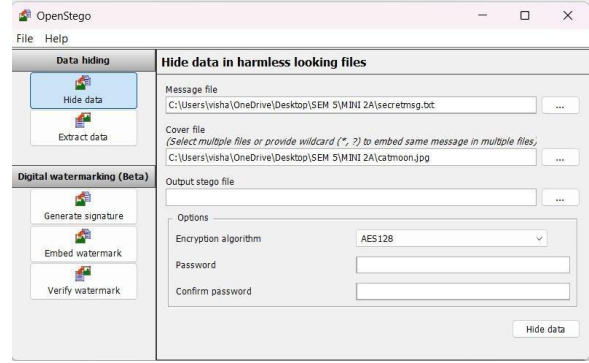 OpenStego
File Help
Data hiding
Hide data
Extract data
Digital watermarking (Beta)
Generate signature
Embed watermark
Verify watermark
Hide data in harmless looking files
Message file
C:\Users\visha\OneDrive\Desktop\SEM 5\MINI 2A\secretmsg.txt ...
Cover file
(Select multiple files or provide wildcard (*, ?) to embed same message in multiple files)
C:\Users\visha\OneDrive\Desktop\SEM 5\MINI 2A\catmoon.jpg ...
Output stego file
...
Options
Encryption algorithm AES128
Password
Confirm password
Hide data